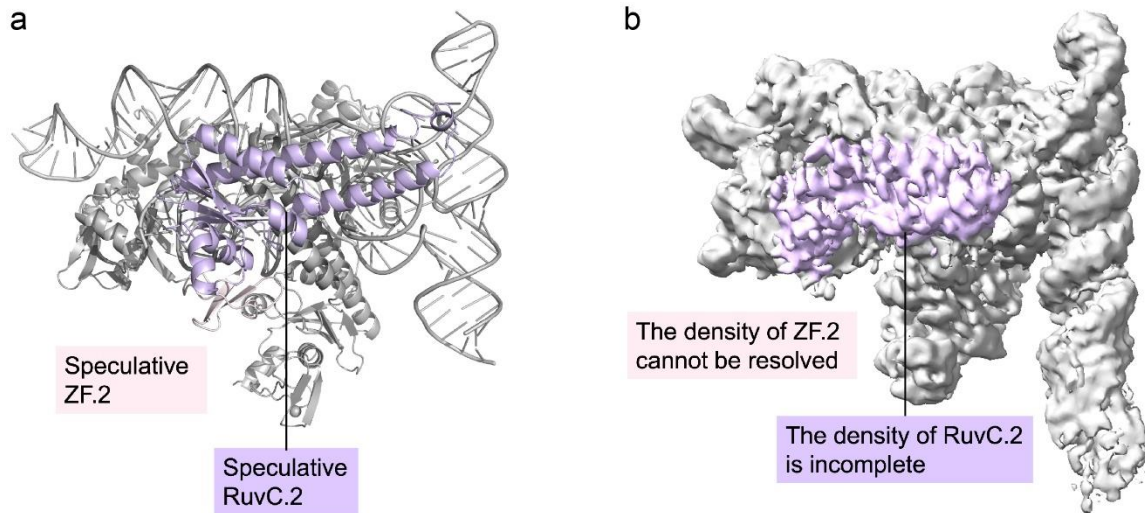 a
b
Speculative
ZF.2
Speculative
RuvC.2
The density of ZF.2
cannot be resolved
The density of RuvC.2
is incomplete